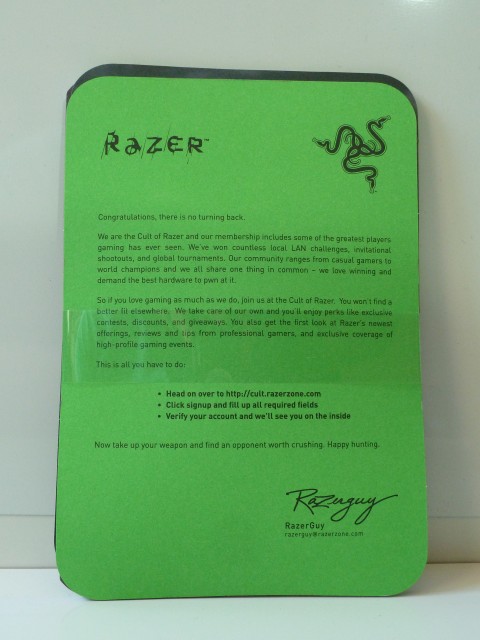 RAZER™
Congratulations, there is no turning back.
We are the Cult of Razer and our membership includes some of the greatest players
gaming has ever seen. We've won countless local LAN challenges, invitational
shootouts, and global tournaments. Our community ranges from casual gamers to
world champions and we all share one thing in common – we love winning and
demand the best hardware to pwn at it.
So if you love gaming as much as we do, join us at the Cult of Razer. You won't find a
better fit elsewhere. We take care of our own and you'll enjoy perks like exclusive
contests, discounts, and giveaways. You also get the first look at Razer's newest
offerings, reviews and tips from professional gamers, and exclusive coverage of
high-profile gaming events.
This is all you have to do:
• Head on over to http://cult.razerzone.com
• Click signup and fill up all required fields
• Verify your account and we'll see you on the inside
Now take up your weapon and find an opponent worth crushing. Happy hunting.
Razerguy
RazerGuy
razerguy@razerzone.com